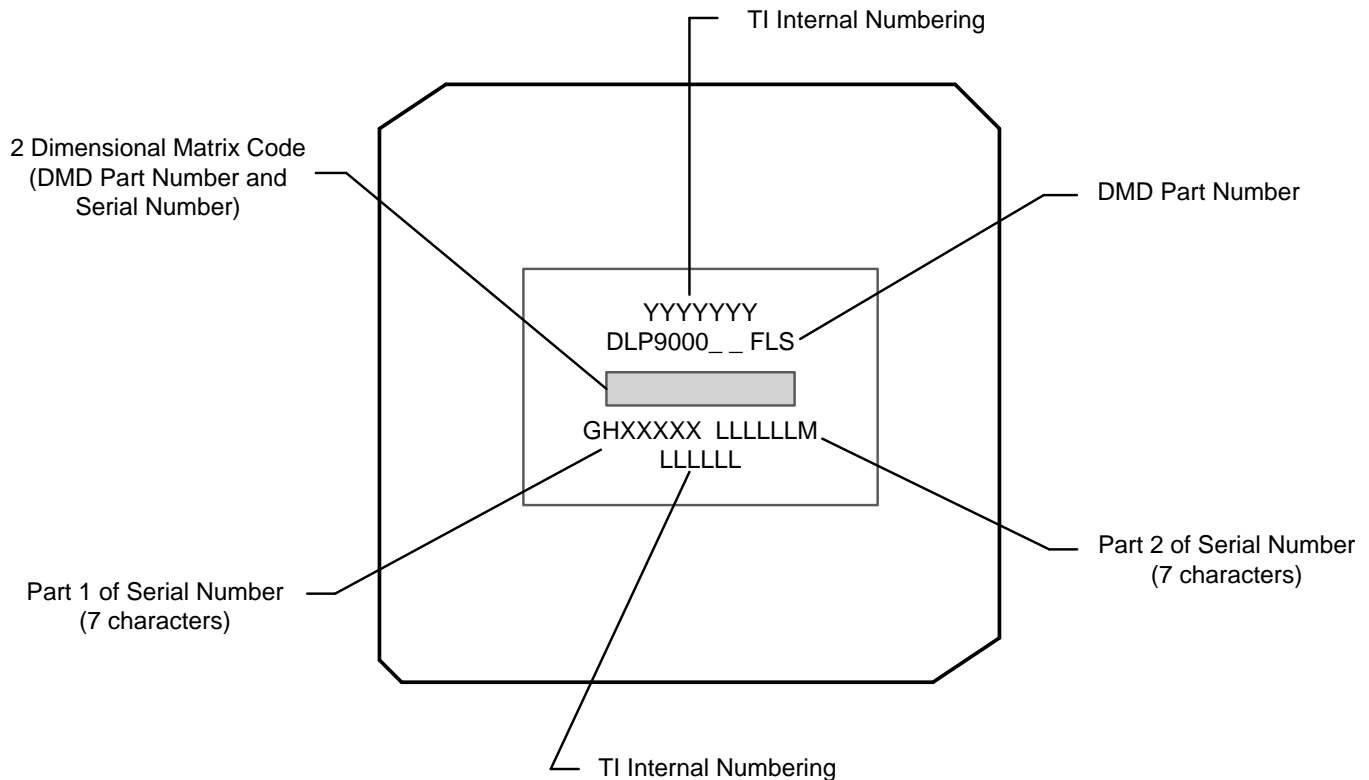 TI Internal Numbering
2 Dimensional Matrix Code
(DMD Part Number and
Serial Number)
DMD Part Number
YYYYYYY
DLP9000_ _ FLS
GHXXXXX LLLLLLM
LLLLLL
Part 1 of Serial Number
(7 characters)
Part 2 of Serial Number
(7 characters)
TI Internal Numbering